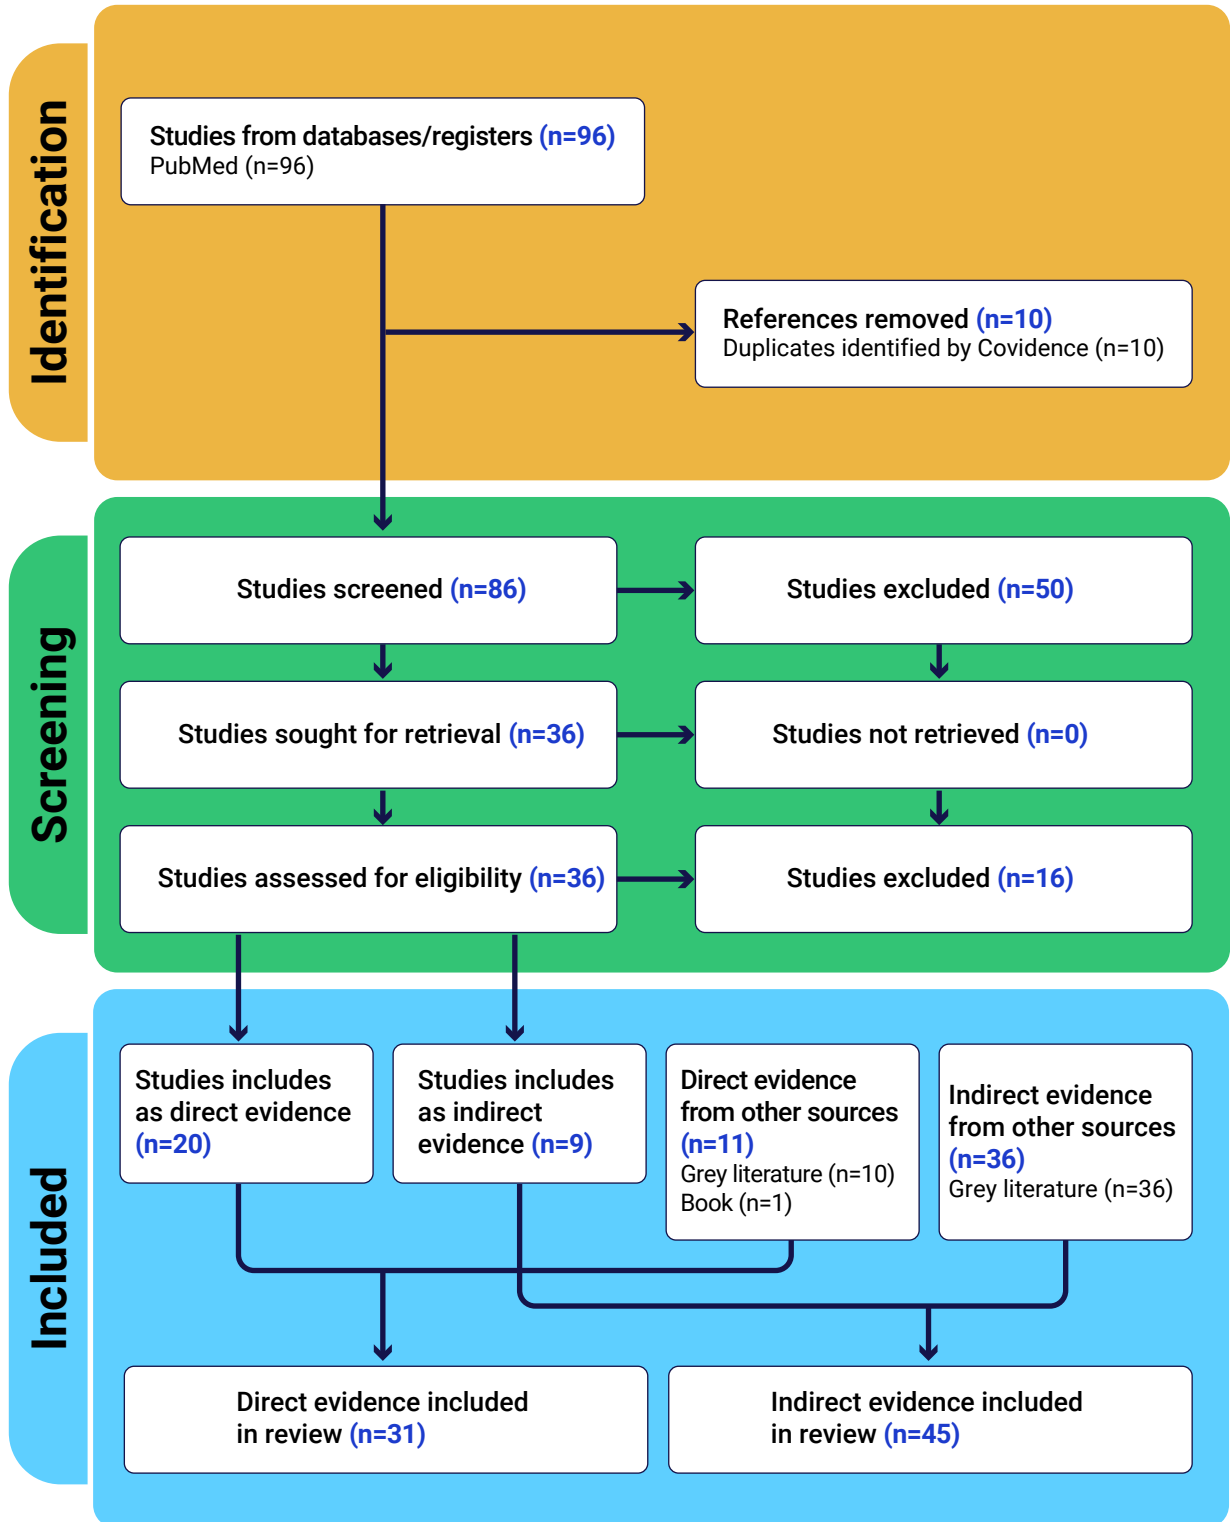 Identification
Studies from databases/registers (n=96)
PubMed (n=96)
References removed (n=10)
Duplicates identified by Covidence (n=10)
Screening
Studies screened (n=86)
Studies excluded (n=50)
Studies sought for retrieval (n=36)
Studies not retrieved (n=0)
Studies assessed for eligibility (n=36)
Studies excluded (n=16)
Included
Studies includes
as direct evidence
(n=20)
Studies includes
as indirect
evidence (n=9)
Direct evidence
from other sources
(n=11)
Grey literature (n=10)
Book (n=1)
Indirect evidence
from other sources
(n=36)
Grey literature (n=36)
Direct evidence included
in review (n=31)
Indirect evidence included
in review (n=45)